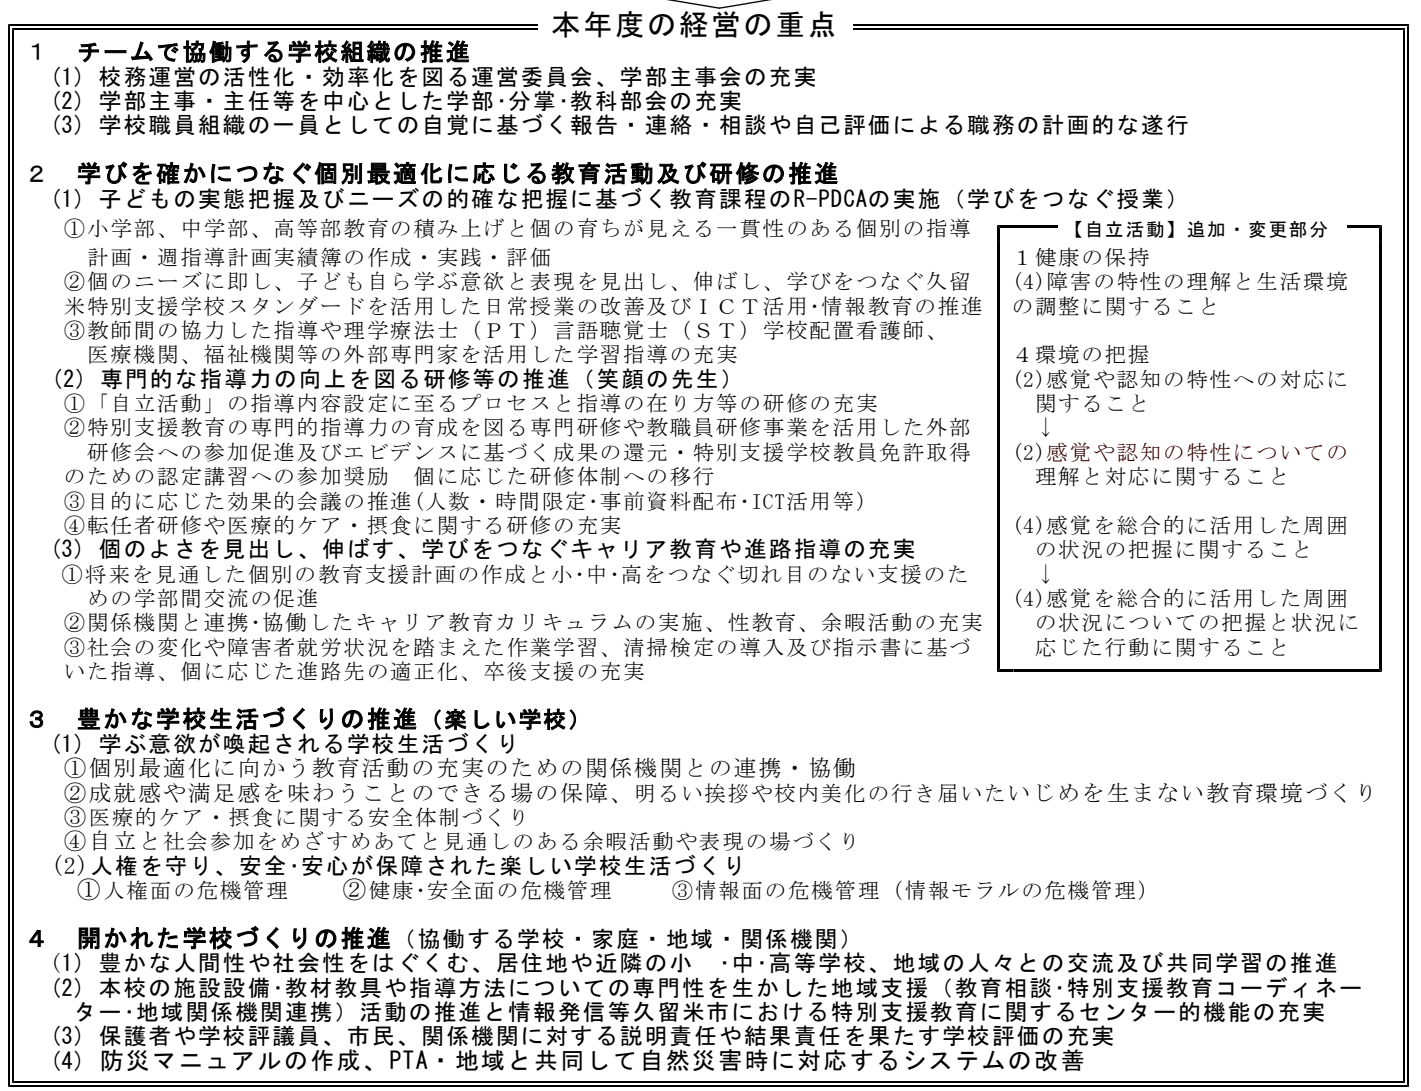 本年度の経営の重点
１　チームで協働する学校組織の推進
(1) 校務運営の活性化・効率化を図る運営委員会、学部主事会の充実
(2) 学部主事・主任等を中心とした学部･分掌･教科部会の充実
(3) 学校職員組織の一員としての自覚に基づく報告・連絡・相談や自己評価による職務の計画的な遂行
２　学びを確かにつなぐ個別最適化に応じる教育活動及び研修の推進
(1) 子どもの実態把握及びニーズの的確な把握に基づく教育課程のR-PDCAの実施（学びをつなぐ授業）
①小学部、中学部、高等部教育の積み上げと個の育ちが見える一貫性のある個別の指導
計画・週指導計画実績簿の作成・実践・評価
②個のニーズに即し、子ども自ら学ぶ意欲と表現を見出し、伸ばし、学びをつなぐ久留
米特別支援学校スタンダードを活用した日常授業の改善及びＩＣＴ活用･情報教育の推進
③教師間の協力した指導や理学療法士（ＰＴ）言語聴覚士（ＳＴ）学校配置看護師、
医療機関、福祉機関等の外部専門家を活用した学習指導の充実
(2) 専門的な指導力の向上を図る研修等の推進（笑顔の先生）
①「自立活動」の指導内容設定に至るプロセスと指導の在り方等の研修の充実
②特別支援教育の専門的指導力の育成を図る専門研修や教職員研修事業を活用した外部
研修会への参加促進及びエビデンスに基づく成果の還元・特別支援学校教員免許取得
のための認定講習への参加奨励　個に応じた研修体制への移行
③目的に応じた効果的会議の推進(人数・時間限定･事前資料配布･ICT活用等)
④転任者研修や医療的ケア・摂食に関する研修の充実
(3) 個のよさを見出し、伸ばす、学びをつなぐキャリア教育や進路指導の充実
①将来を見通した個別の教育支援計画の作成と小･中･高をつなぐ切れ目のない支援のた
めの学部間交流の促進
②関係機関と連携･協働したキャリア教育カリキュラムの実施、性教育、余暇活動の充実
③社会の変化や障害者就労状況を踏まえた作業学習、清掃検定の導入及び指示書に基づ
いた指導、個に応じた進路先の適正化、卒後支援の充実
【自立活動】追加・変更部分
１健康の保持
(4)障害の特性の理解と生活環境
の調整に関すること
４環境の把握
(2)感覚や認知の特性への対応に
関すること
↓
(2)感覚や認知の特性についての
理解と対応に関すること
(4)感覚を総合的に活用した周囲
の状況の把握に関すること
↓
(4)感覚を総合的に活用した周囲
の状況についての把握と状況に
応じた行動に関すること
３　豊かな学校生活づくりの推進（楽しい学校）
(1) 学ぶ意欲が喚起される学校生活づくり
①個別最適化に向かう教育活動の充実のための関係機関との連携・協働
②成就感や満足感を味わうことのできる場の保障、明るい挨拶や校内美化の行き届いたいじめを生まない教育環境づくり
③医療的ケア・摂食に関する安全体制づくり
④自立と社会参加をめざすめあてと見通しのある余暇活動や表現の場づくり
(2)人権を守り、安全･安心が保障された楽しい学校生活づくり
①人権面の危機管理　　②健康･安全面の危機管理　　③情報面の危機管理（情報モラルの危機管理）
４　開かれた学校づくりの推進（協働する学校・家庭・地域・関係機関）
(1) 豊かな人間性や社会性をはぐくむ、居住地や近隣の小　･中･高等学校、地域の人々との交流及び共同学習の推進
(2) 本校の施設設備･教材教具や指導方法についての専門性を生かした地域支援（教育相談･特別支援教育コーディネー
ター･地域関係機関連携）活動の推進と情報発信等久留米市における特別支援教育に関するセンター的機能の充実
(3) 保護者や学校評議員、市民、関係機関に対する説明責任や結果責任を果たす学校評価の充実
(4) 防災マニュアルの作成、PTA・地域と共同して自然災害時に対応するシステムの改善